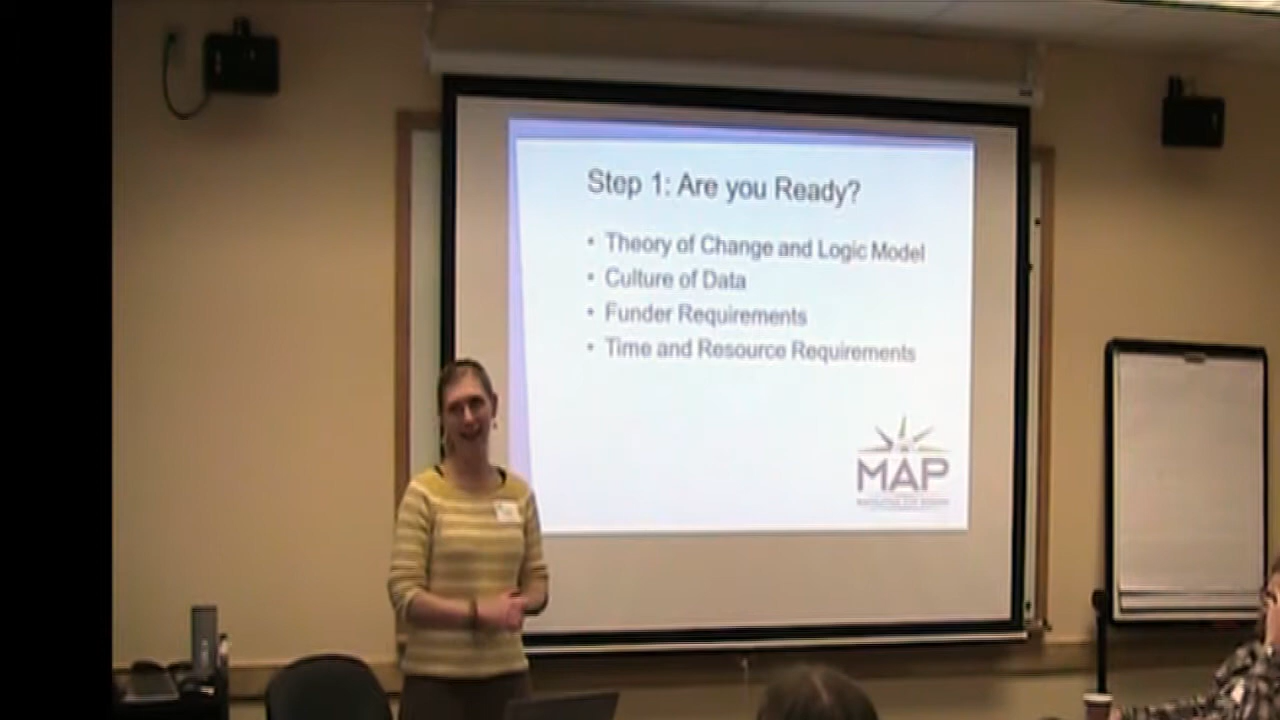 Step 1: Are you Ready?
• Theory of Change and Logic Model
• Culture of Data
• Funder Requirements
• Time and Resource Requirements
MAP